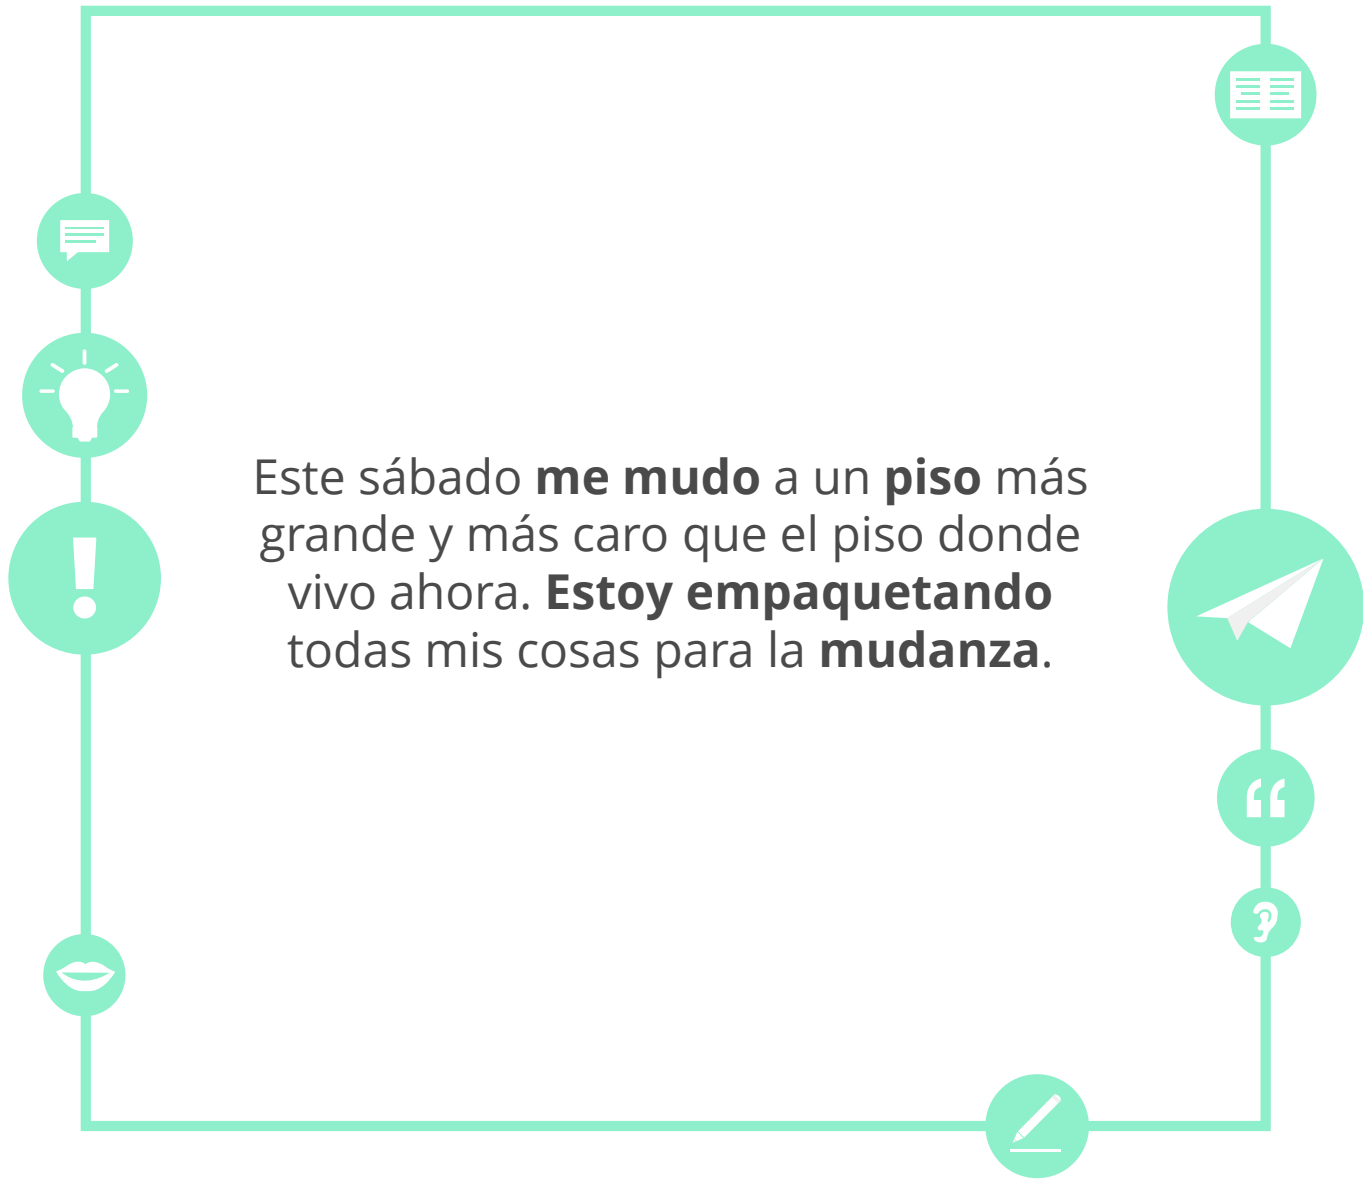 Este sábado me mudo a un piso más
grande y más caro que el piso donde
vivo ahora. Estoy empaquetando
todas mis cosas para la mudanza.